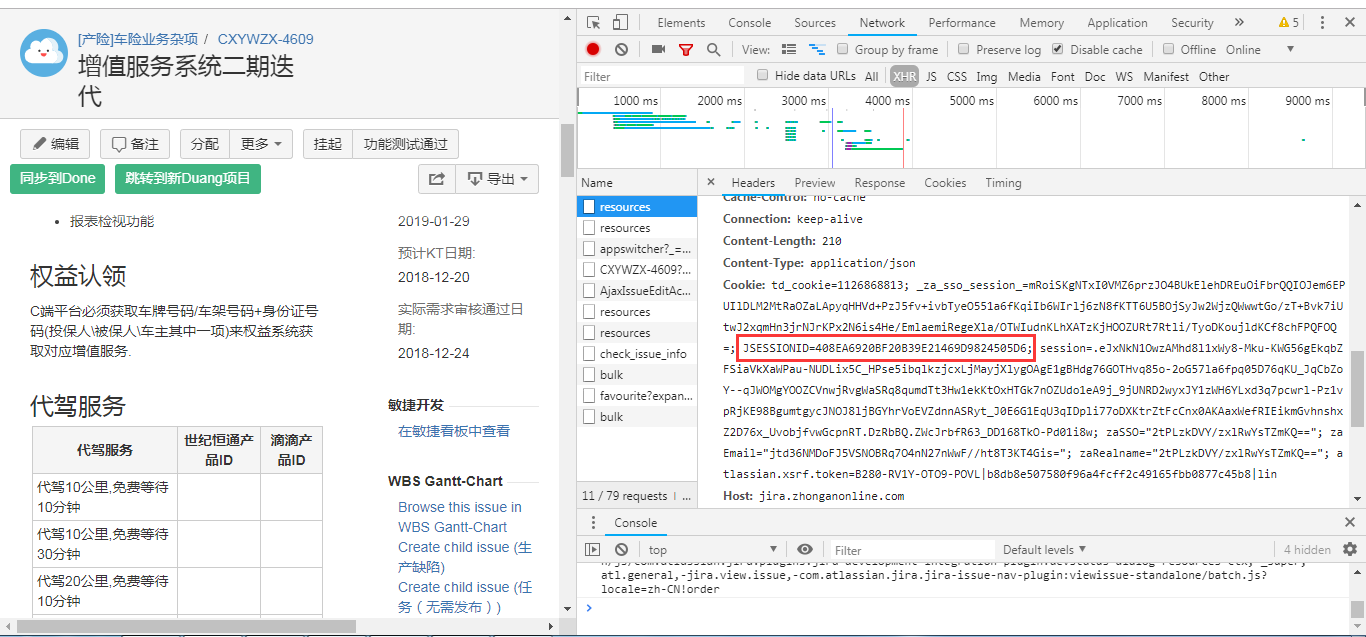 [产险]车险业务杂项 / CXYWZX-4609
增值服务系统二期迭
代
编辑 备注 分配 更多 挂起 功能测试通过
同步到Done 跳转到新Duang项目 导出
报表检视功能
权益认领
C端平台必须获取车牌号码/车架号码+身份证号
码(投保人\被保人\车主其中一项)来权益系统获
取对应增值服务.
代驾服务
代驾服务 世纪恒通产品ID 滴滴产品ID
代驾10公里,免费等待
10分钟
代驾10公里,免费等待
30分钟
代驾20公里,免费等待
10分钟
2019-01-29
预计KT日期:
2018-12-20
实际需求审核通过日
期:
2018-12-24
敏捷开发
在敏捷看板中查看
WBS Gantt-Chart
Browse this issue in
WBS Gantt-Chart
Create child issue (生
产缺陷)
Create child issue (任
务（无需发布）)
Elements Console Sources Network Performance Memory Application Security » 5
View: Group by frame Preserve log Disable cache Offline Online
Filter Hide data URLs All XHR JS CSS Img Media Font Doc WS Manifest Other
1000 ms 2000 ms 3000 ms 4000 ms 5000 ms 6000 ms 7000 ms 8000 ms 9000 ms
Name
resources
resources
appswitcher?_=...
CXYWZX-4609?...
AjaxIssueEditAc...
resources
resources
check_issue_info
bulk
favourite?expan...
bulk
11 / 79 requests ...
Headers Preview Response Cookies Timing
Cache-Control: no-cache
Connection: keep-alive
Content-Length: 210
Content-Type: application/json
Cookie: td_cookie=1126868813; _za_sso_session_=mRoiSKgNTxI0VMZ6przJO4BUkElehDREuOiFbrQQIOJem6EP
UIlDLM2MtRaOZaLApyqHHVd+PzJ5fv+ivbTyeO551a6fKqiIb6WIrlj6zN8fKTT6U5BOjSyJw2WjzQWwwtGo/zT+Bvk7iU
twJ2xqmHn3jrNJrKPx2N6is4He/EmlaemiRegeXla/OTWIudnKLhXATzKjHOOZURt7Rtli/TyoDKoujldKCf8chFPQFOQ
=; JSESSIONID=408EA6920BF20B39E21469D9824505D6; session=.eJxNkN1OwzAMhd8l1xWy8-Mku-KWG56gEkqbZ
FSiaVkXaWPau-NUDLix5C_HPse5ibqlkzjcxLjMayjXlygOAgE1gBHdg76GOTHvq85o-2oG57la6fpq05D76qKU_JqCbZoY
Y--qJWOMgYOOZCVnwjRvgWaSRq8qumdTt3Hw1ekKtOxHTGk7nOZUdo1eA9j_9jUNRD2wyxJY1zWH6YLxd3q7pcwrl-Pz1v
pRjKE98BgumtgycJNOJ8ljBGYhrVoEVZdnnASRyt_J0E6G1EqU3qIDpli77oDXKtrZtFcCnx0AKAaxWefRIEikmGvhnshx
Z2D76x_UvobjfvwGcpnRT.DzRbBQ.ZWcJrbfR63_DD168TkO-Pd01i8w; zaSSO="2tPLzkDVY/zxlRwYsTZmKQ=="; za
Email="jtd36NMDoFJ5VSNOBRq7O4nN27nWwF//ht8T3KT4Gis="; zaRealname="2tPLzkDVY/zxlRwYsTZmKQ=="; a
tlassian.xsrf.token=B280-RV1Y-OTO9-POVL|b8db8e507580f96a4fcff2c49165fbb0877c45b8|lin
Host: jira.zhonganonline.com
Console
top Filter Default levels 4 hidden
atl.general,-jira.view.issue,-com.atlassian.jira.jira-issue-nav-plugin:viewissue-standalone/batch.js?
locale=zh-CN!order